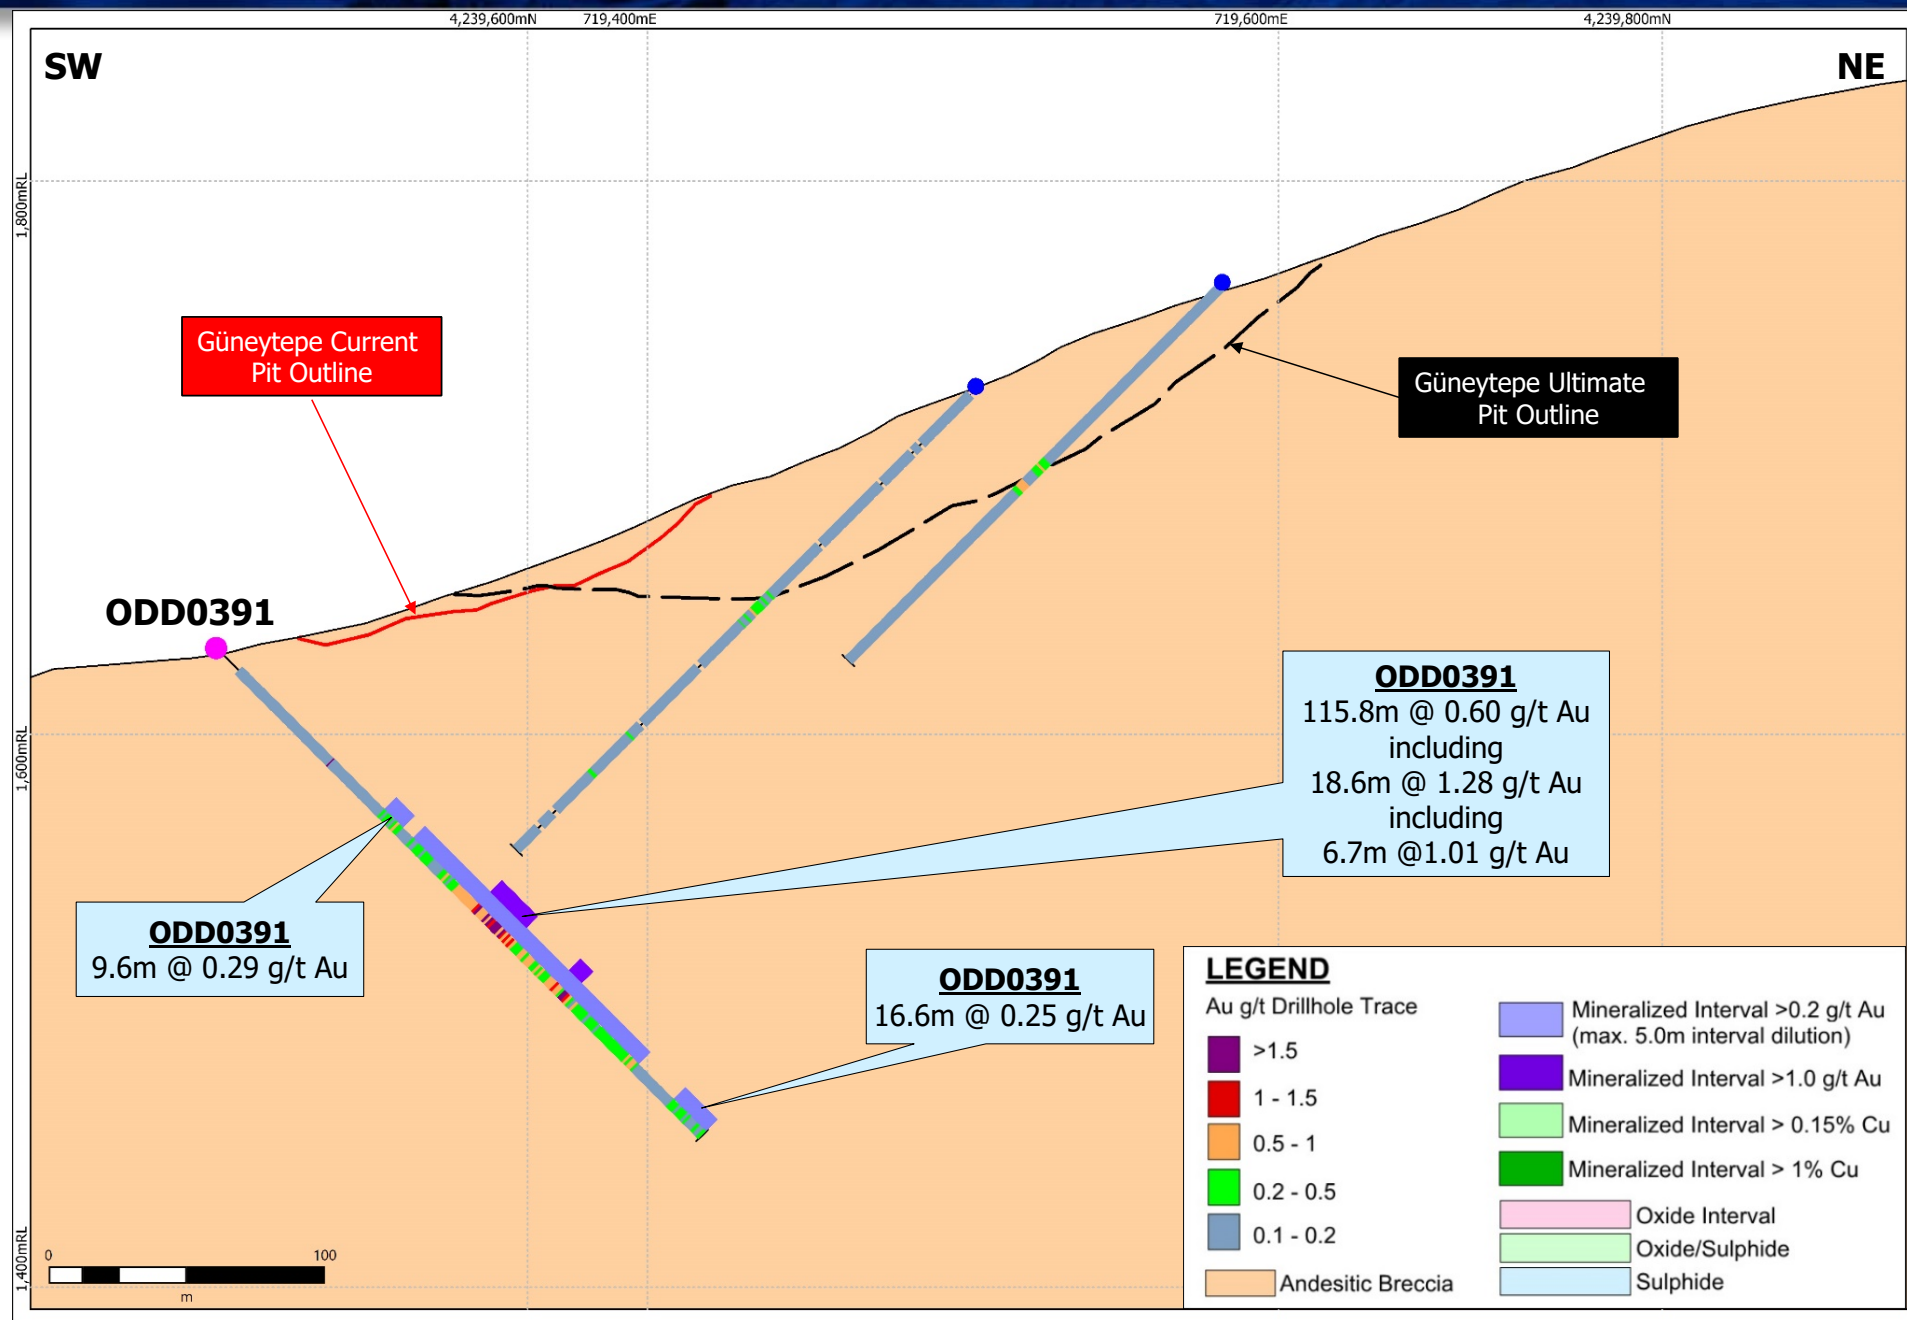 4,239,600mN
719,400mE
719,600mE
4,239,800mN
SW
NE
1,800mRL
Güneytepe Current
Pit Outline
Güneytepe Ultimate
Pit Outline
ODD0391
1,600mRL
ODD0391
115.8m @ 0.60 g/t Au
including
18.6m @ 1.28 g/t Au
including
6.7m @1.01 g/t Au
ODD0391
9.6m @ 0.29 g/t Au
ODD0391
16.6m @ 0.25 g/t Au
LEGEND
Au g/t Drillhole Trace
>1.5
1 - 1.5
0.5 - 1
0.2 - 0.5
0.1 - 0.2
Andesitic Breccia
Mineralized Interval >0.2 g/t Au
(max. 5.0m interval dilution)
Mineralized Interval >1.0 g/t Au
Mineralized Interval > 0.15% Cu
Mineralized Interval > 1% Cu
Oxide Interval
Oxide/Sulphide
Sulphide
1,400mRL
0
100
m